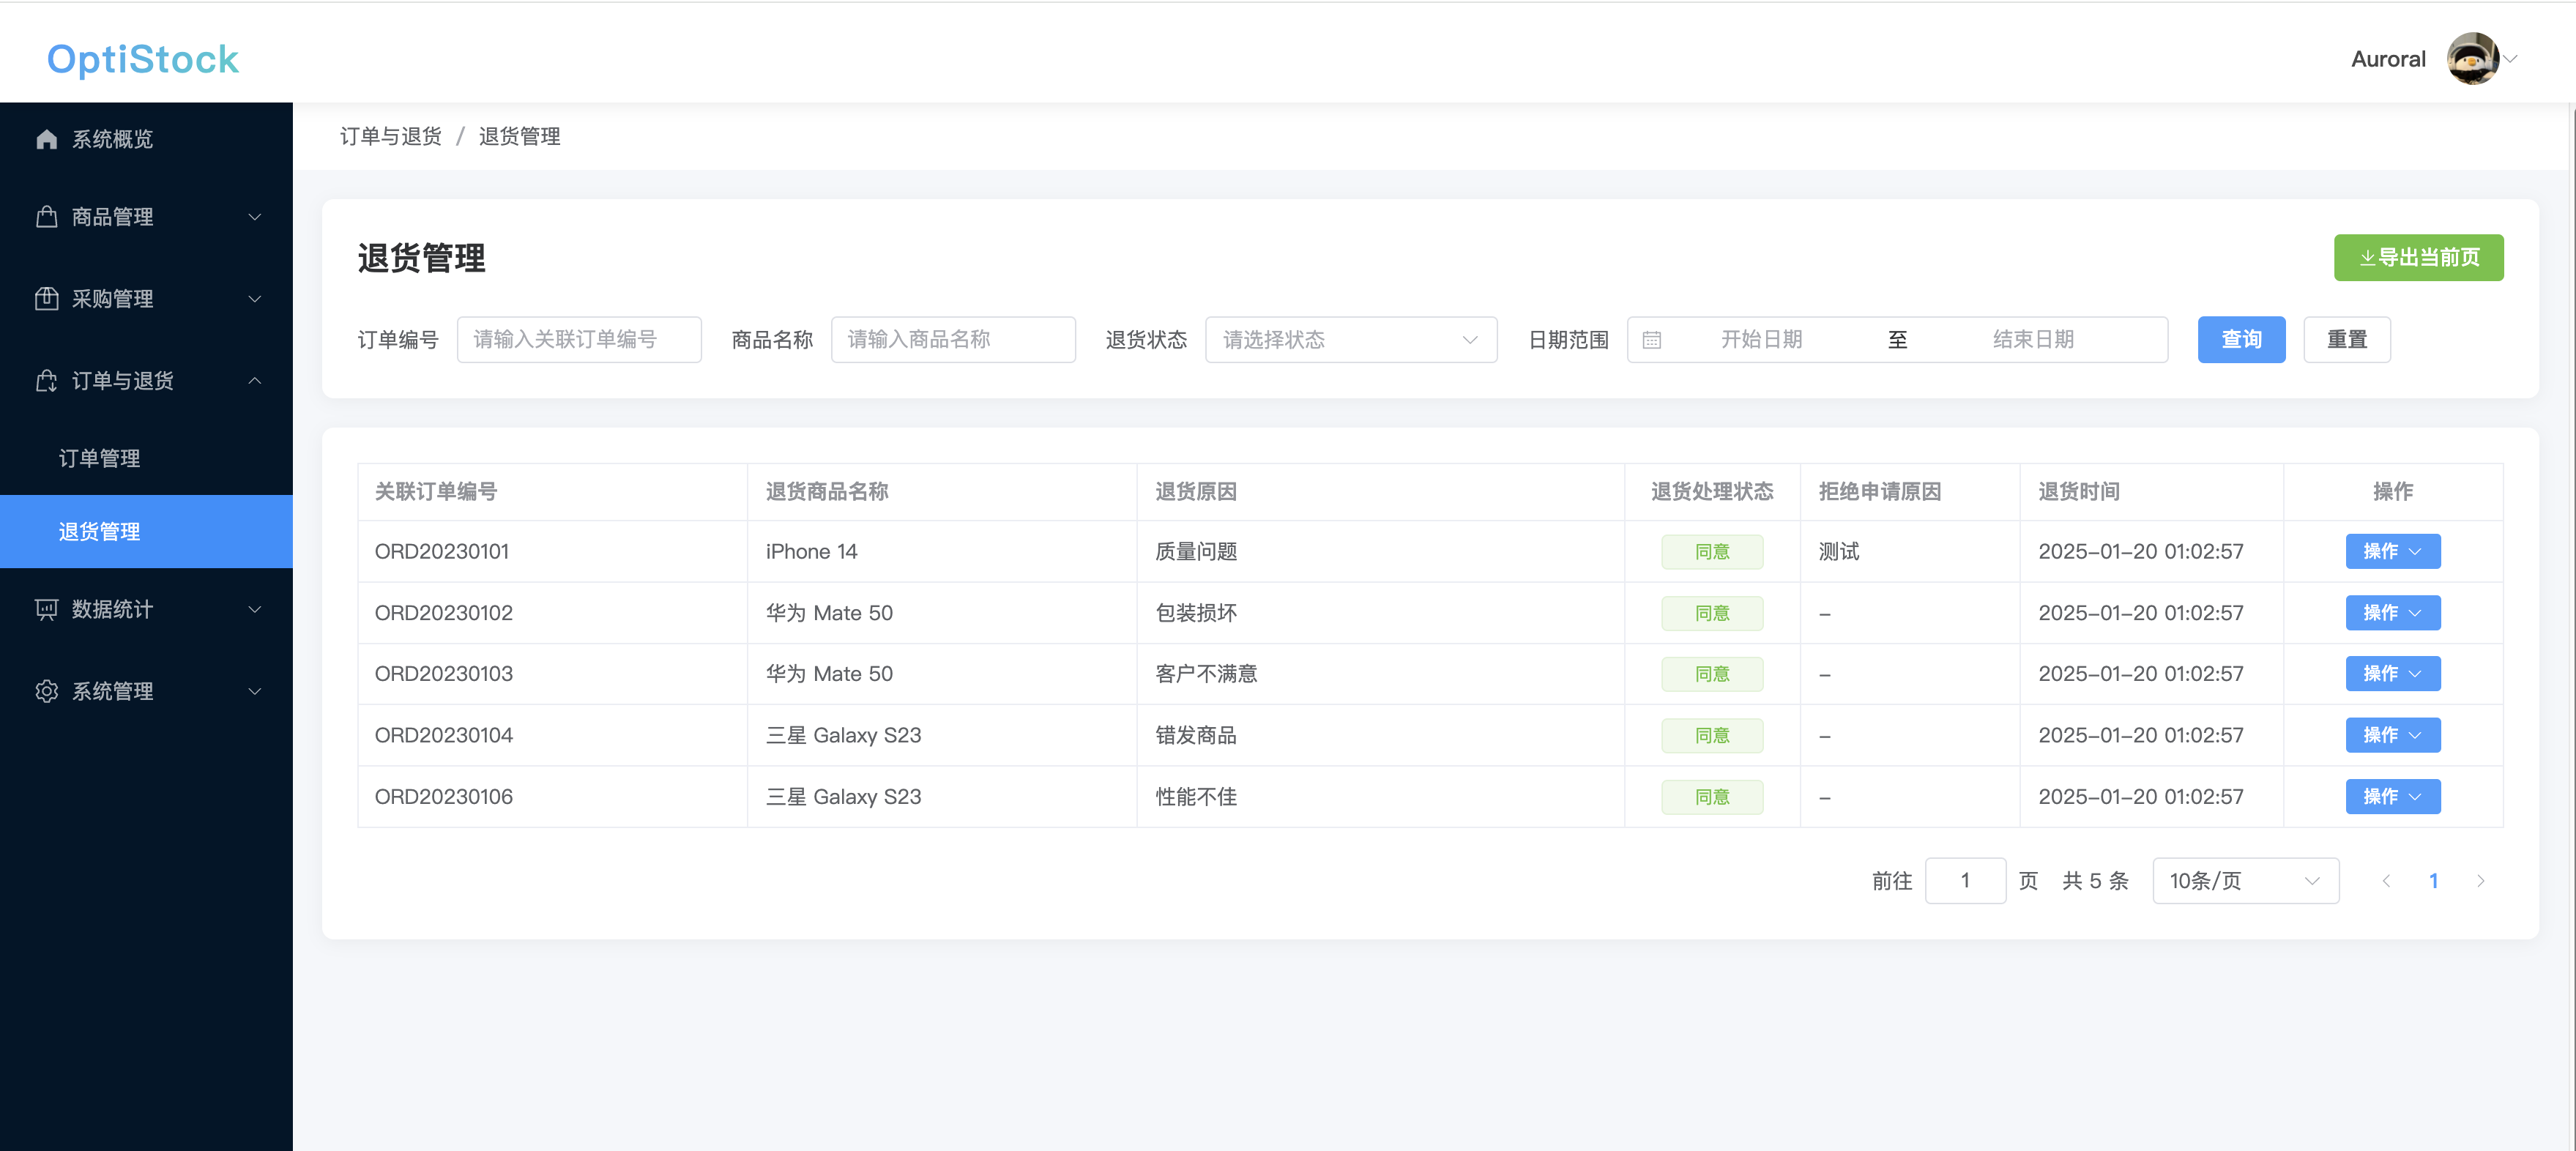 OptiStock
Auroral
系统概览
商品管理
采购管理
订单与退货
订单管理
退货管理
数据统计
系统管理
订单与退货 / 退货管理
退货管理
导出当前页
订单编号 请输入关联订单编号 商品名称 请输入商品名称 退货状态 请选择状态 日期范围 开始日期 至 结束日期 查询 重置
关联订单编号 退货商品名称 退货原因 退货处理状态 拒绝申请原因 退货时间 操作
ORD20230101 iPhone 14 质量问题 同意 测试 2025-01-20 01:02:57 操作
ORD20230102 华为 Mate 50 包装损坏 同意 - 2025-01-20 01:02:57 操作
ORD20230103 华为 Mate 50 客户不满意 同意 - 2025-01-20 01:02:57 操作
ORD20230104 三星 Galaxy S23 错发商品 同意 - 2025-01-20 01:02:57 操作
ORD20230106 三星 Galaxy S23 性能不佳 同意 - 2025-01-20 01:02:57 操作
前往 1 页 共 5 条 10条/页 1